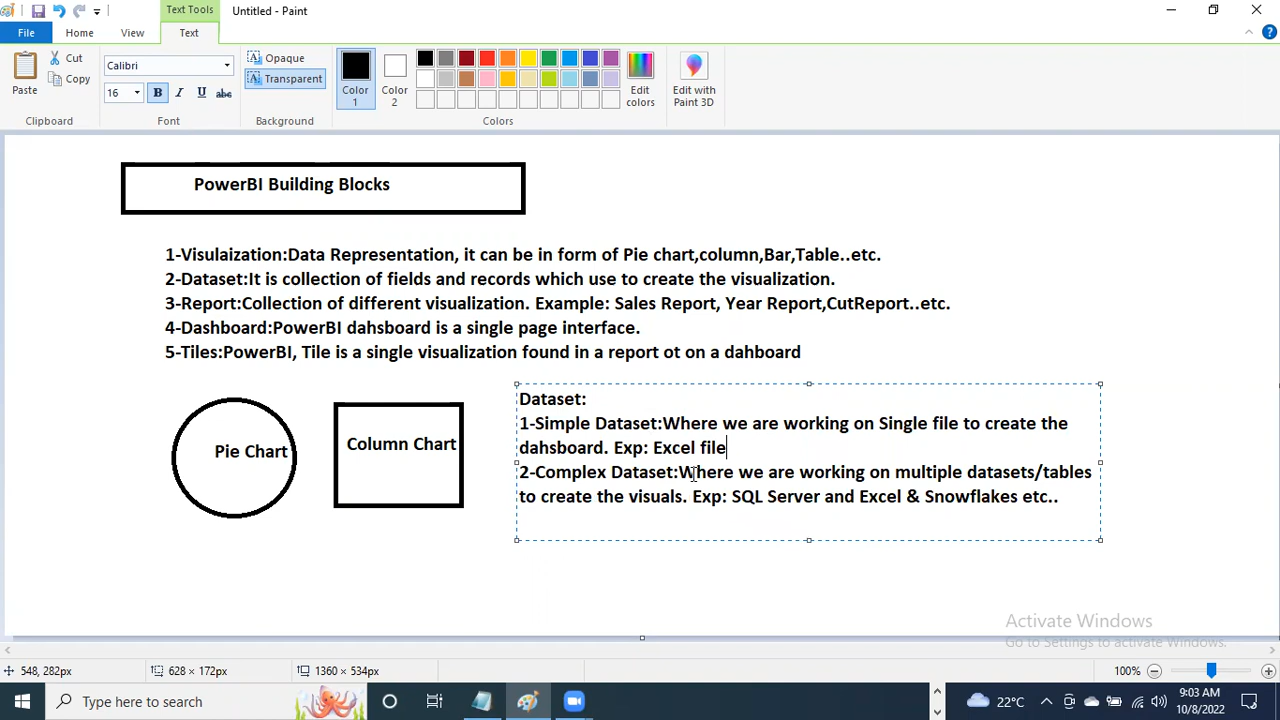 Text Tools
Untitled - Paint
File
Home
View
Text
Paste
Cut
Copy
Clipboard
Calibri
16
B
I
U
abc
Font
Opaque
Transparent
Background
Color
1
Color
2
Edit
colors
Colors
Edit with
Paint 3D
PowerBI Building Blocks
1-Visulaization:Data Representation, it can be in form of Pie chart,column,Bar,Table..etc.
2-Dataset:It is collection of fields and records which use to create the visualization.
3-Report:Collection of different visualization. Example: Sales Report, Year Report,CutReport..etc.
4-Dashboard:PowerBI dahsboard is a single page interface.
5-Tiles:PowerBI, Tile is a single visualization found in a report ot on a dahboard
Pie Chart
Column Chart
Dataset:
1-Simple Dataset:Where we are working on Single file to create the
dahsboard. Exp: Excel file
2-Complex Dataset:Where we are working on multiple datasets/tables
to create the visuals. Exp: SQL Server and Excel & Snowflakes etc..
Activate Windows
Go to Settings to activate Windows.
548, 282px
628 × 172px
1360 × 534px
100%
Type here to search
22°C
9:03 AM
10/8/2022